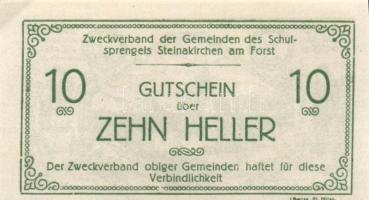 Zweckverband der Gemeinden des Schul-
sprengels Steinakirchen am Forst
10 GUTSCHEIN 10
über
ZEHN HELLER
Der Zweckverband obiger Gemeinden haftet für diese
Verbindlichkeit